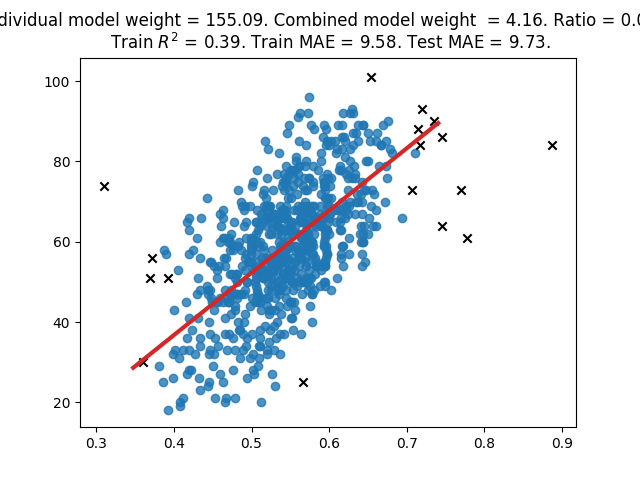 dividual model weight = 155.09. Combined model weight = 4.16. Ratio = 0.0
Train R² = 0.39. Train MAE = 9.58. Test MAE = 9.73.
100
80
60
40
20
0.3 0.4 0.5 0.6 0.7 0.8 0.9